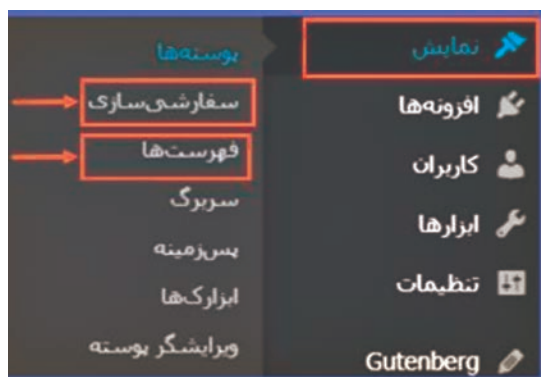 نمایش
افزونه‌ها
کاربران
ابزارها
تنظیمات
Gutenberg
پوسته‌ها
سفارشی‌سازی
فهرست‌ها
سربرگ
پس‌زمینه
ابزارک‌ها
ویرایشگر پوسته